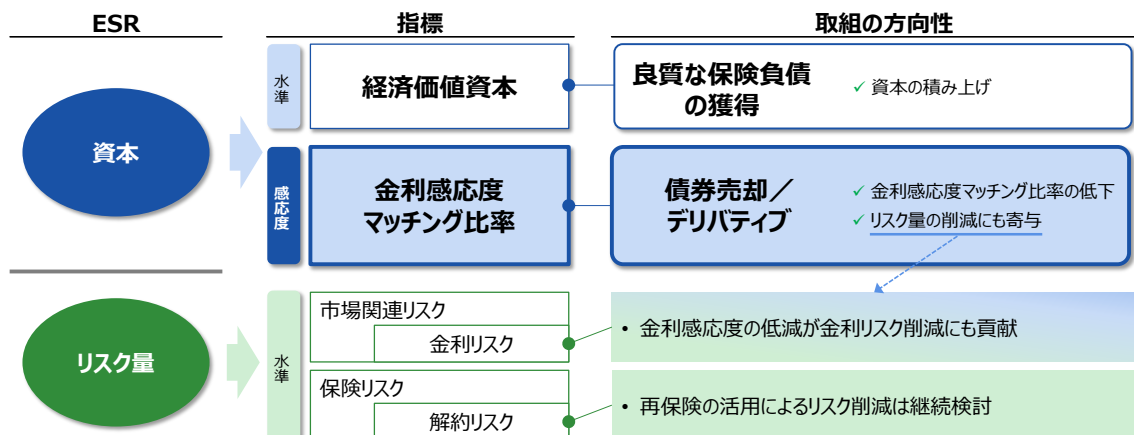 ESR
指標
取組の方向性
資本
水準
経済価値資本
良質な保険負債
の獲得
✓ 資本の積み上げ
感応度
金利感応度
マッチング比率
債券売却／
デリバティブ
✓ 金利感応度マッチング比率の低下
✓ リスク量の削減にも寄与
リスク量
水準
市場関連リスク
金利リスク
• 金利感応度の低減が金利リスク削減にも貢献
保険リスク
解約リスク
• 再保険の活用によるリスク削減は継続検討